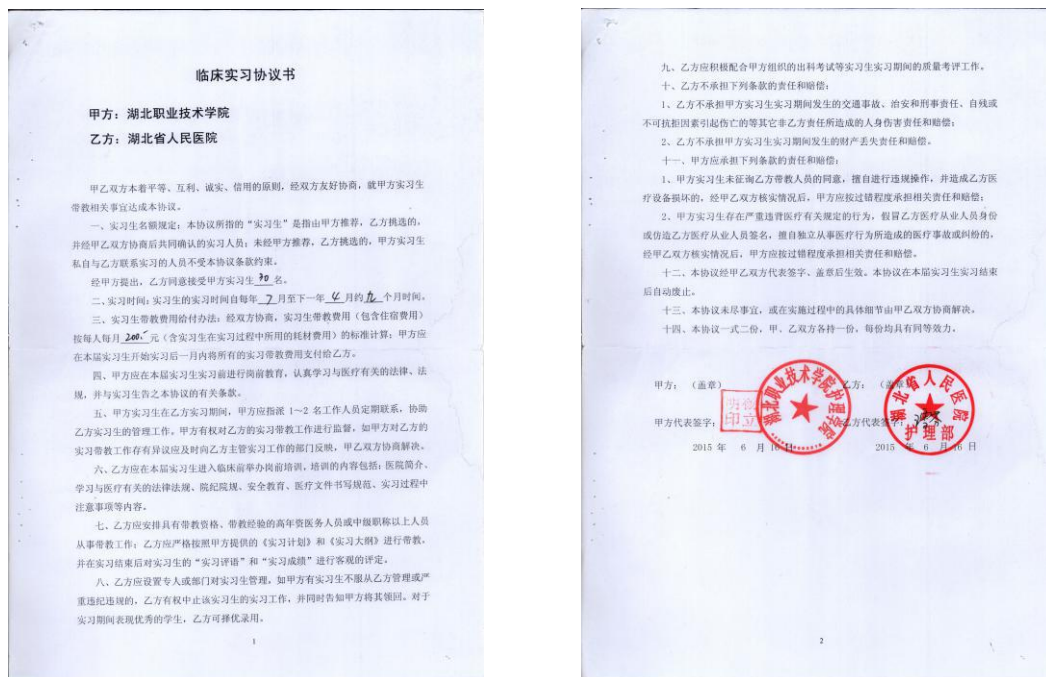 临床实习协议书
甲方：湖北职业技术学院
乙方：湖北省人民医院
甲乙双方本着平等、互利、诚实、信用的原则，经双方友好协商，就甲方实习生
带教相关事宜达成本协议。
一、实习生名额规定：本协议所指的“实习生”是指由甲方推荐，乙方挑选的，
并经甲乙双方协商后共同确认的实习人员；未经甲方推荐，乙方挑选的，甲方实习生
私自与乙方联系实习的人员不受本协议条款约束。
经甲方提出，乙方同意接受甲方实习生 70 名。
二、实习时间：实习生的实习时间自每年 7 月至下一年 4 月约 九 个月时间。
三、实习生带教费用给付办法：经双方协商，实习生带教费用（包含住宿费用）
按每人每月 200.- 元（含实习生在实习过程中所用的耗材费用）的标准计算；甲方应
在本届实习生开始实习后一月内将所有的实习带教费用支付给乙方。
四、甲方应在本届实习生实习前进行岗前教育，认真学习与医疗有关的法律、法
规，并与实习生告之本协议的有关条款。
五、甲方实习生在乙方实习期间，甲方应指派 1～2 名工作人员定期联系，协助
乙方实习生的管理工作。甲方有权对乙方的实习带教工作进行监督，如甲方对乙方的
实习带教工作存有异议应及时向乙方主管实习工作的部门反映，甲乙双方协商解决。
六、乙方应在本届实习生进入临床前举办岗前培训，培训的内容包括：医院简介、
学习与医疗有关的法律法规、院纪院规、安全教育、医疗文件书写规范、实习过程中
注意事项等内容。
七、乙方应安排具有带教资格、带教经验的高年资医务人员或中级职称以上人员
从事带教工作；乙方应严格按照甲方提供的《实习计划》和《实习大纲》进行带教，
并在实习结束后对实习生的“实习评语”和“实习成绩”进行客观的评定。
八、乙方应设置专人或部门对实习生管理。如甲方有实习生不服从乙方管理或严
重违纪违规的，乙方有权中止该实习生的实习工作，并同时告知甲方将其领回。对于
实习期间表现优秀的学生，乙方可择优录用。
1
九、乙方应积极配合甲方组织的出科考试等实习生实习期间的质量考评工作。
十、乙方不承担下列条款的责任和赔偿：
1、乙方不承担甲方实习生实习期间发生的交通事故、治安和刑事责任、自残或
不可抗拒因素引起伤亡的等其它非乙方责任所造成的人身伤害责任和赔偿；
2、乙方不承担甲方实习生实习期间发生的财产丢失责任和赔偿。
十一、甲方应承担下列条款的责任和赔偿：
1、甲方实习生未征询乙方带教人员的同意，擅自进行违规操作，并造成乙方医
疗设备损坏的，经甲乙双方核实情况后，甲方应按过错程度承担相关责任和赔偿；
2、甲方实习生存在严重违背医疗有关规定的行为，假冒乙方医疗从业人员身份
或仿造乙方医疗从业人员签名，擅自独立从事医疗行为所造成的医疗事故或纠纷的，
经甲乙双方核实情况后，甲方应按过错程度承担相关责任和赔偿。
十二、本协议经甲乙双方代表签字、盖章后生效。本协议在本届实习生实习结束
后自动废止。
十三、本协议未尽事宜，或在实施过程中的具体细节由甲乙双方协商解决。
十四、本协议一式二份，甲、乙双方各持一份，每份均具有同等效力。
甲方：（盖章） 乙方：（盖章）
湖北职业技术学院护理学院
湖北省人民医院
护理部
甲方代表签字： 乙方代表签字：
2015 年 6 月 16 日 2015 年 6 月 16 日
2